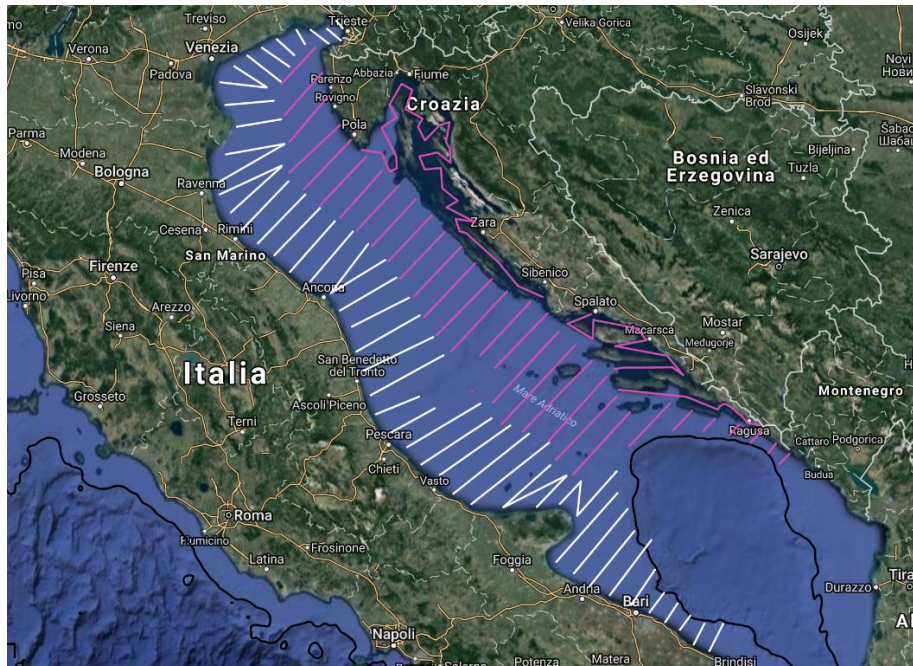 Treviso
Trieste
Velika Gorica
Osijek
Verona
Venezia
Padova
Parenzo
Abbazia
Fiume
Slavonski
Brod
Rovigno
Croazia
Pola
Parma
Modena
Bologna
Ravenna
Bosnia ed
Erzegovina
Bijeljina
Tuzla
Cesena
Rimini
San Marino
Zara
Zenica
Sarajevo
Pisa
Firenze
Livorno
Arezzo
Ancona
Sibenico
Spalato
Siena
Macarsca
Mostar
Međugorje
Italia
San Benedetto
del Tronto
Grosseto
Ascoli Piceno
Mare Adriatico
Montenegro
Terni
Pescara
Chieti
Ragusa
Cattaro
Podgorica
Budua
Vasto
Roma
Fiumicino
Frosinone
Latina
Foggia
Andria
Bari
Durazzo
Napoli
Potenza
Matera
Brindisi